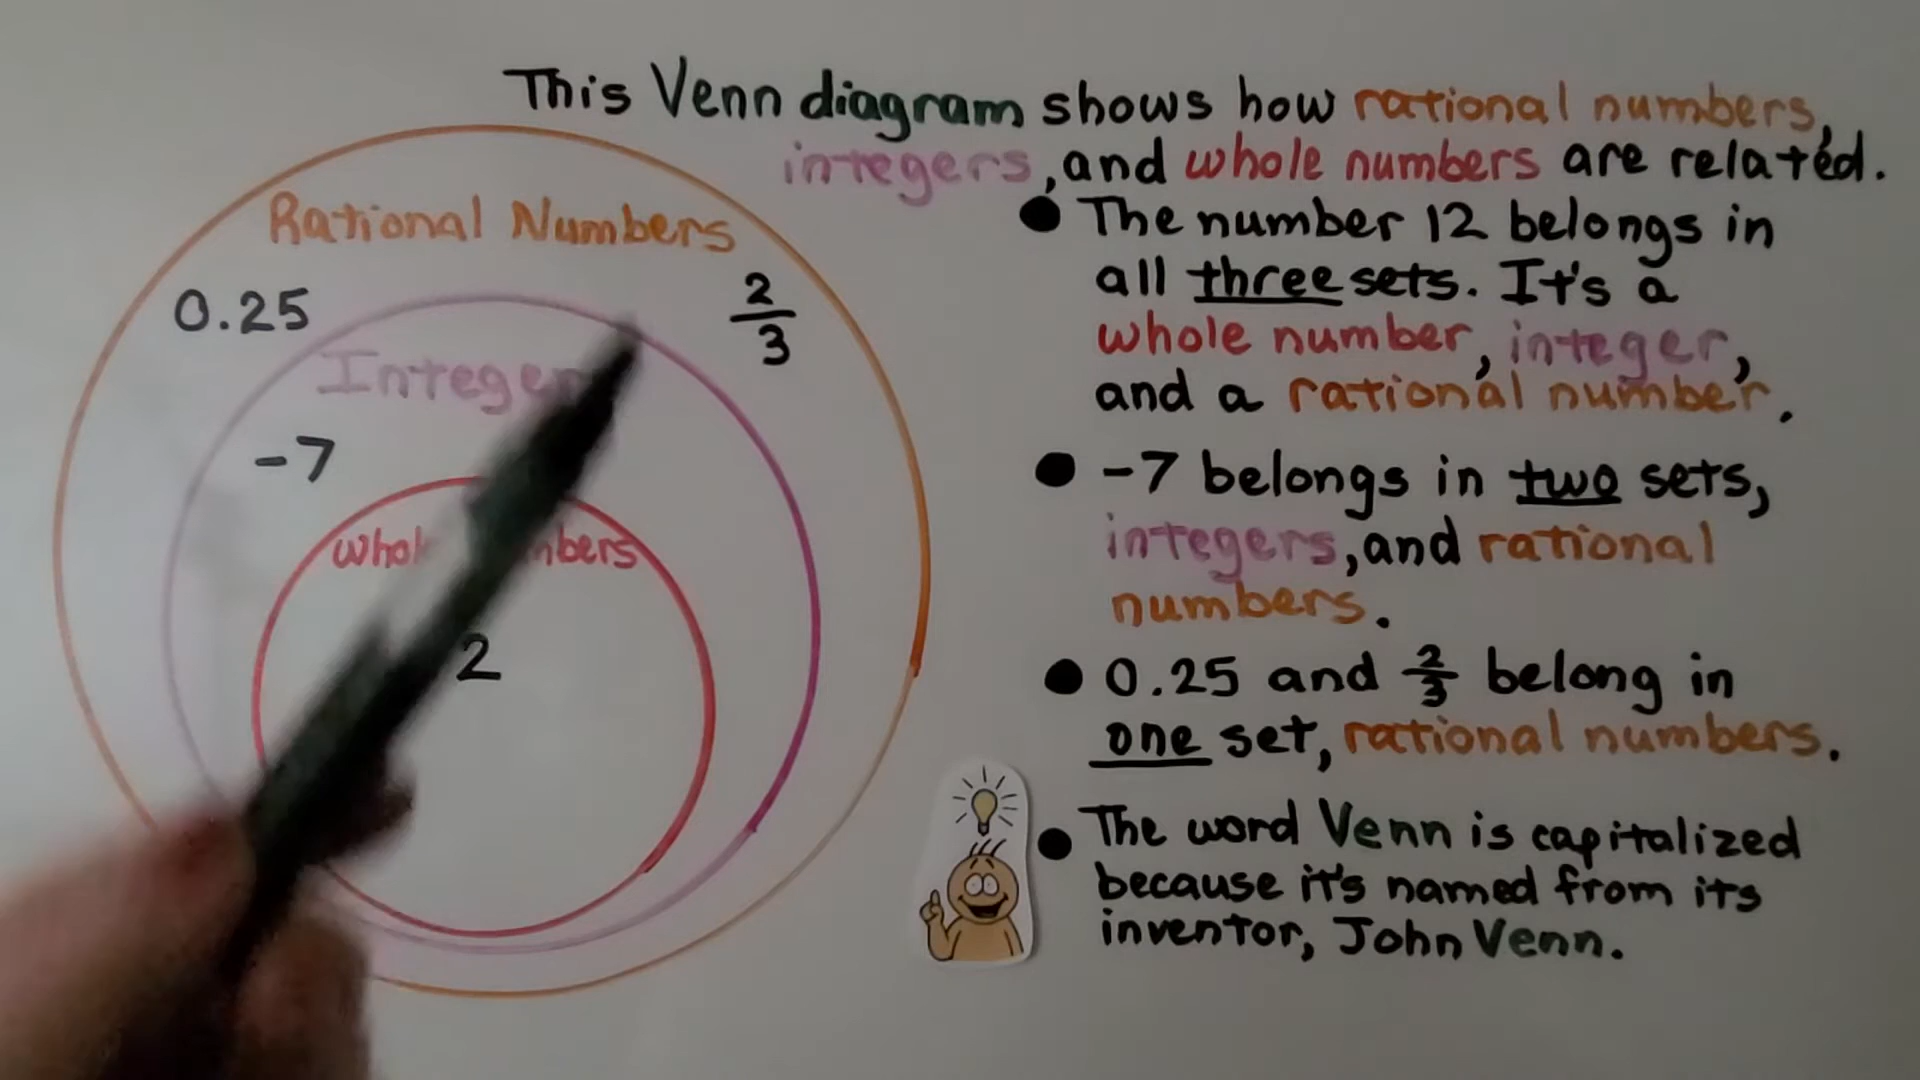 This Venn diagram shows how rational numbers,
integers, and whole numbers are related.
Rational Numbers
0.25
2
3
-7
2
● The number 12 belongs in
all three sets. It's a
whole number, integer,
and a rational number.
● -7 belongs in two sets,
integers, and rational
numbers.
● 0.25 and 2/3 belong in
one set, rational numbers.
● The word Venn is capitalized
because it's named from its
inventor, John Venn.